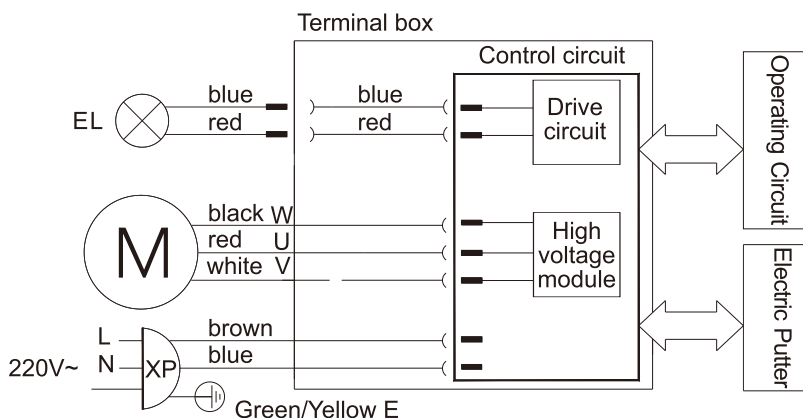 Terminal box
Control circuit
EL
blue
red
blue
red
Drive
circuit
Operating Circuit
M
black W
red U
white V
High
voltage
module
Electric Putter
220V~
L
N
XP
brown
blue
Green/Yellow E